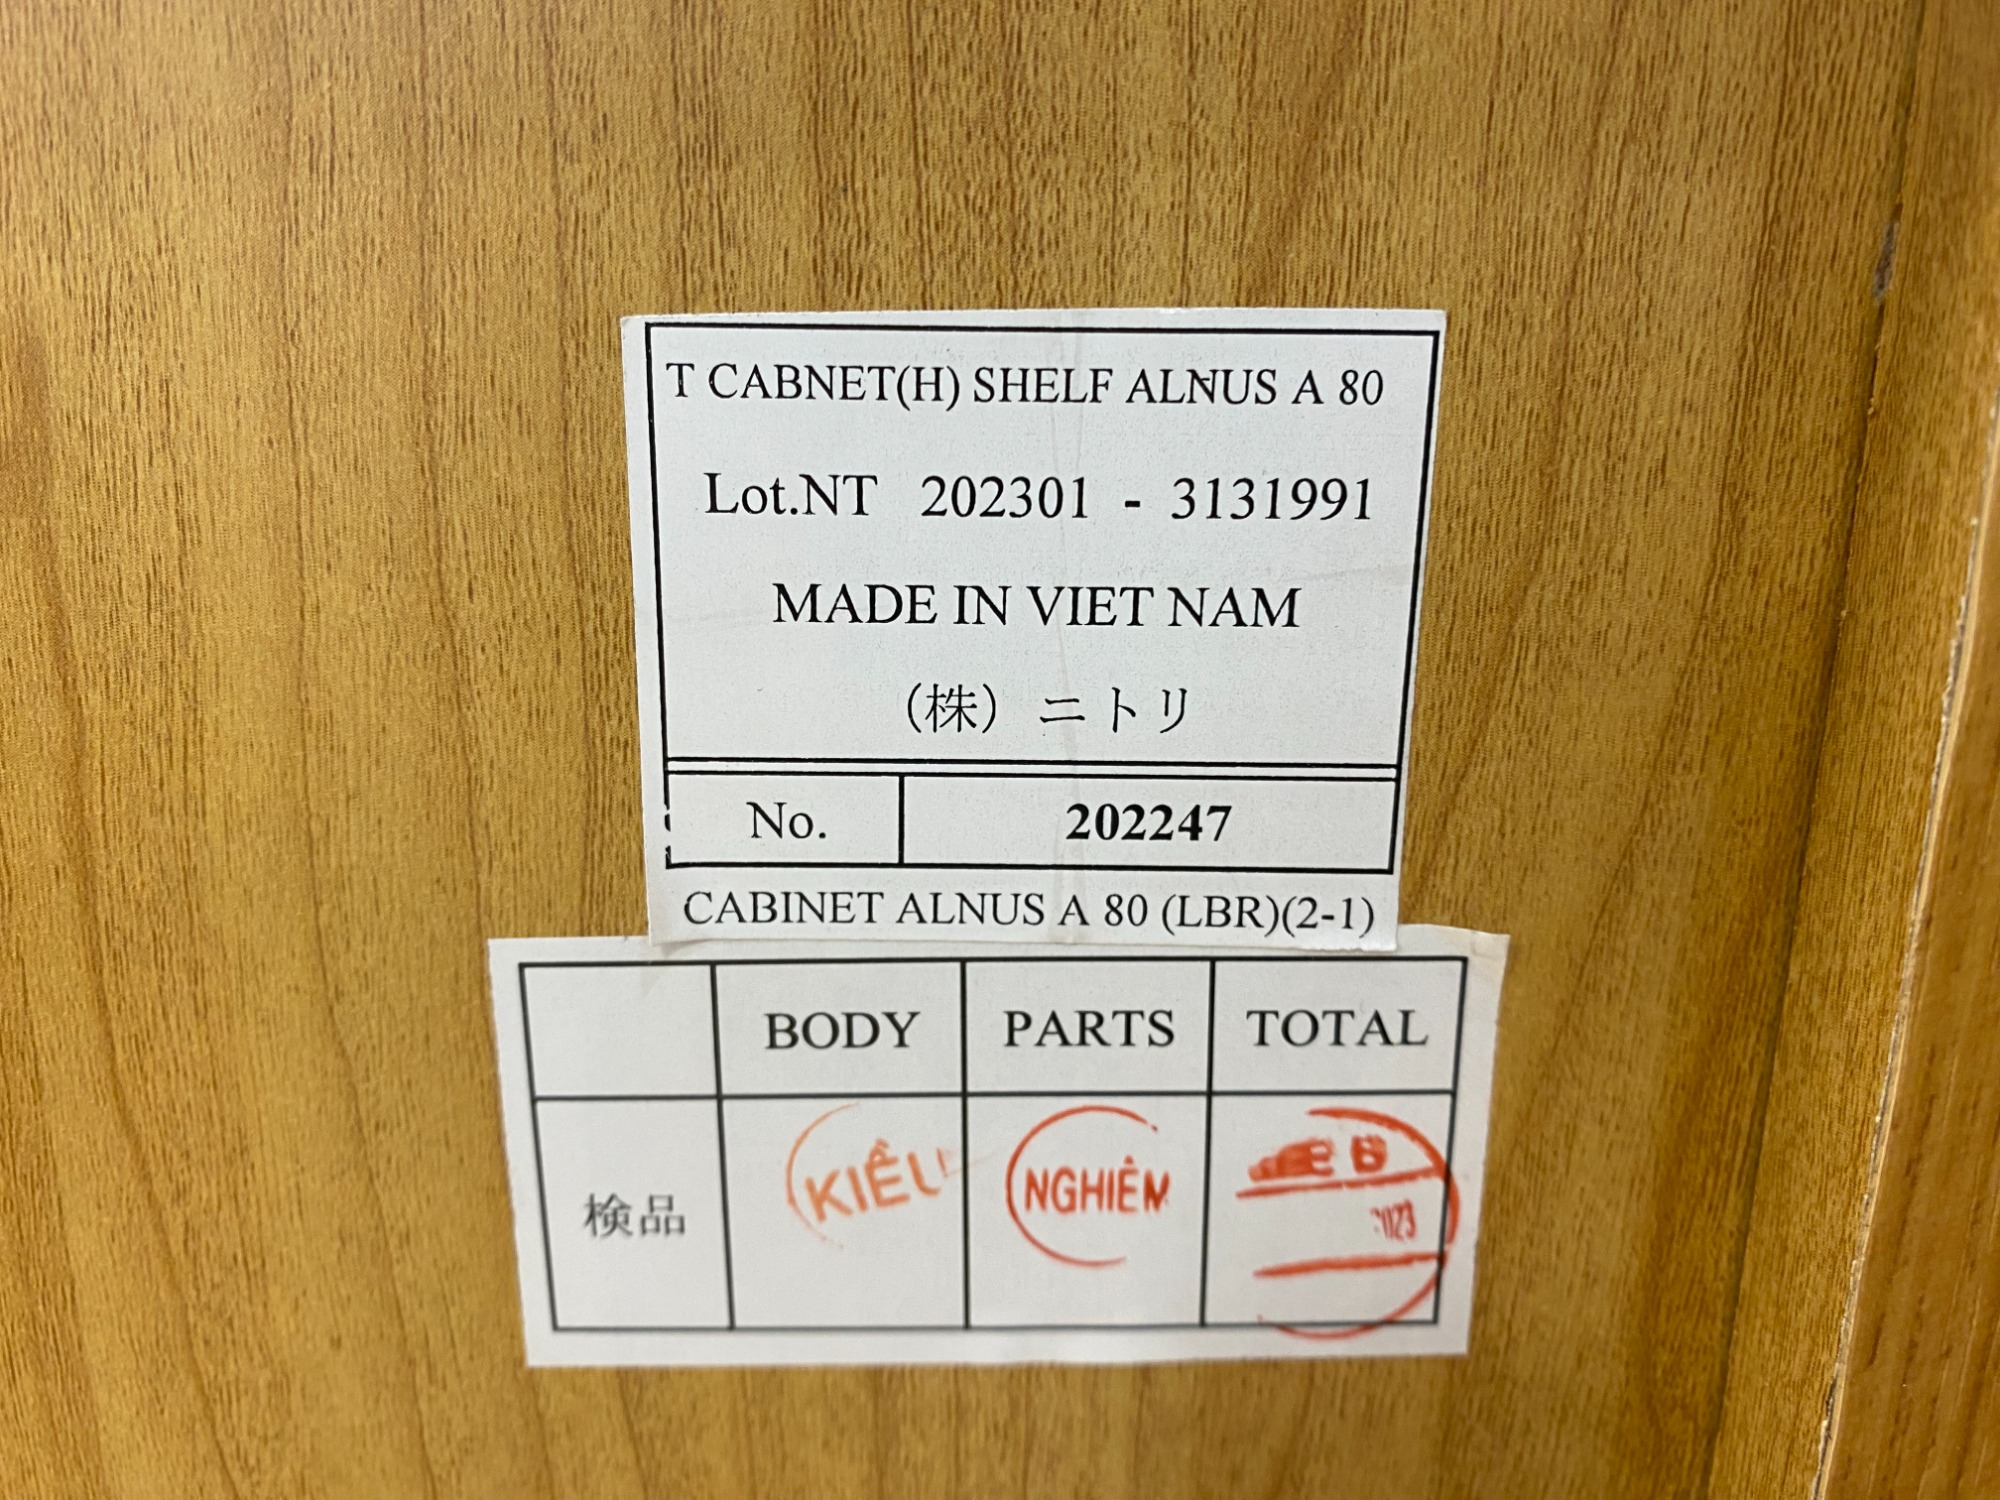 T CABNET(H) SHELF ALNUS A 80
Lot.NT 202301 - 3131991
MADE IN VIET NAM
(株) ニトリ
No. 202247
CABINET ALNUS A 80 (LBR)(2-1)
BODY PARTS TOTAL
検品 KIỀU NGHIÊM